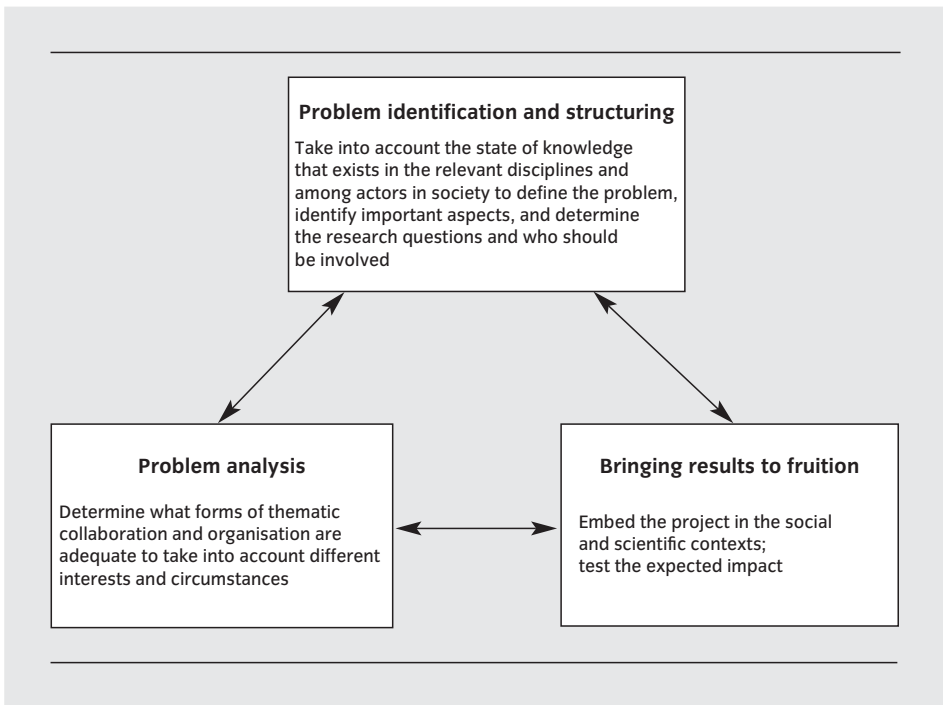 Problem identification and structuring
Take into account the state of knowledge
that exists in the relevant disciplines and
among actors in society to define the problem,
identify important aspects, and determine
the research questions and who should
be involved
Problem analysis
Determine what forms of thematic
collaboration and organisation are
adequate to take into account different
interests and circumstances
Bringing results to fruition
Embed the project in the social
and scientific contexts;
test the expected impact